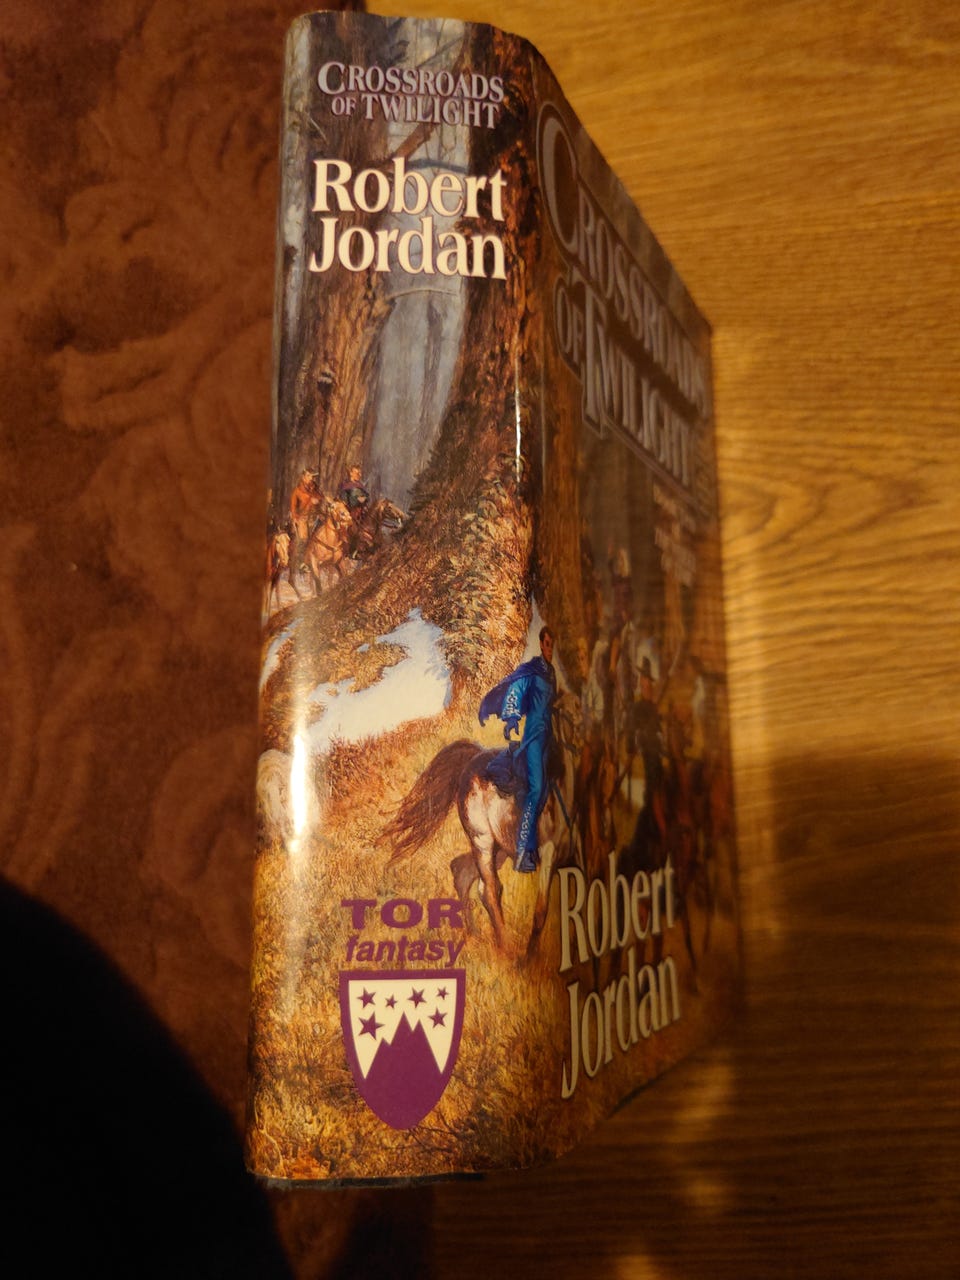 CROSSROADS
OF TWILIGHT
Robert
Jordan
TOR
fantasy
CROSSROADS
OF TWILIGHT
Robert
Jordan